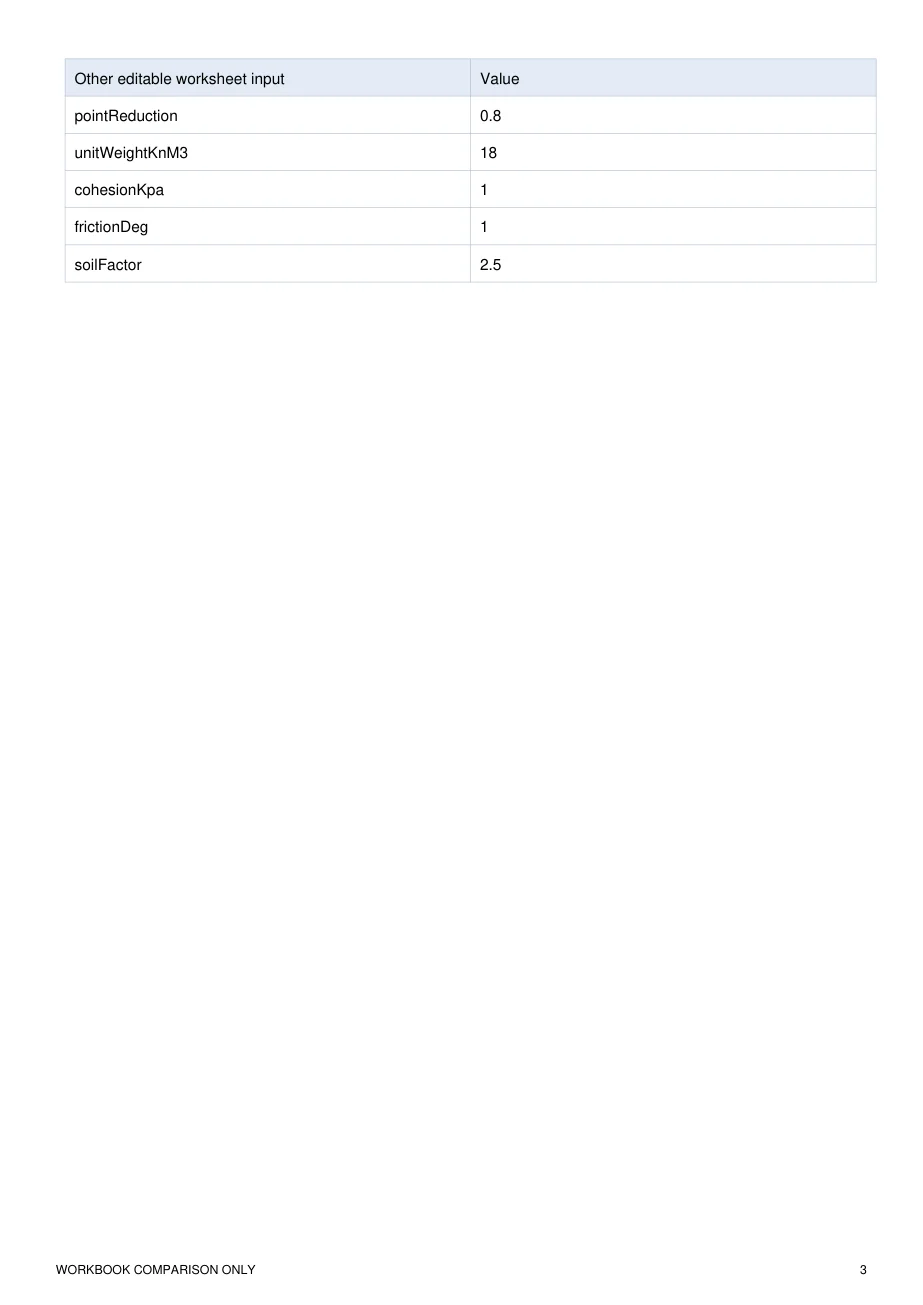 Other editable worksheet input Value
pointReduction 0.8
unitWeightKnM3 18
cohesionKpa 1
frictionDeg 1
soilFactor 2.5
WORKBOOK COMPARISON ONLY 3